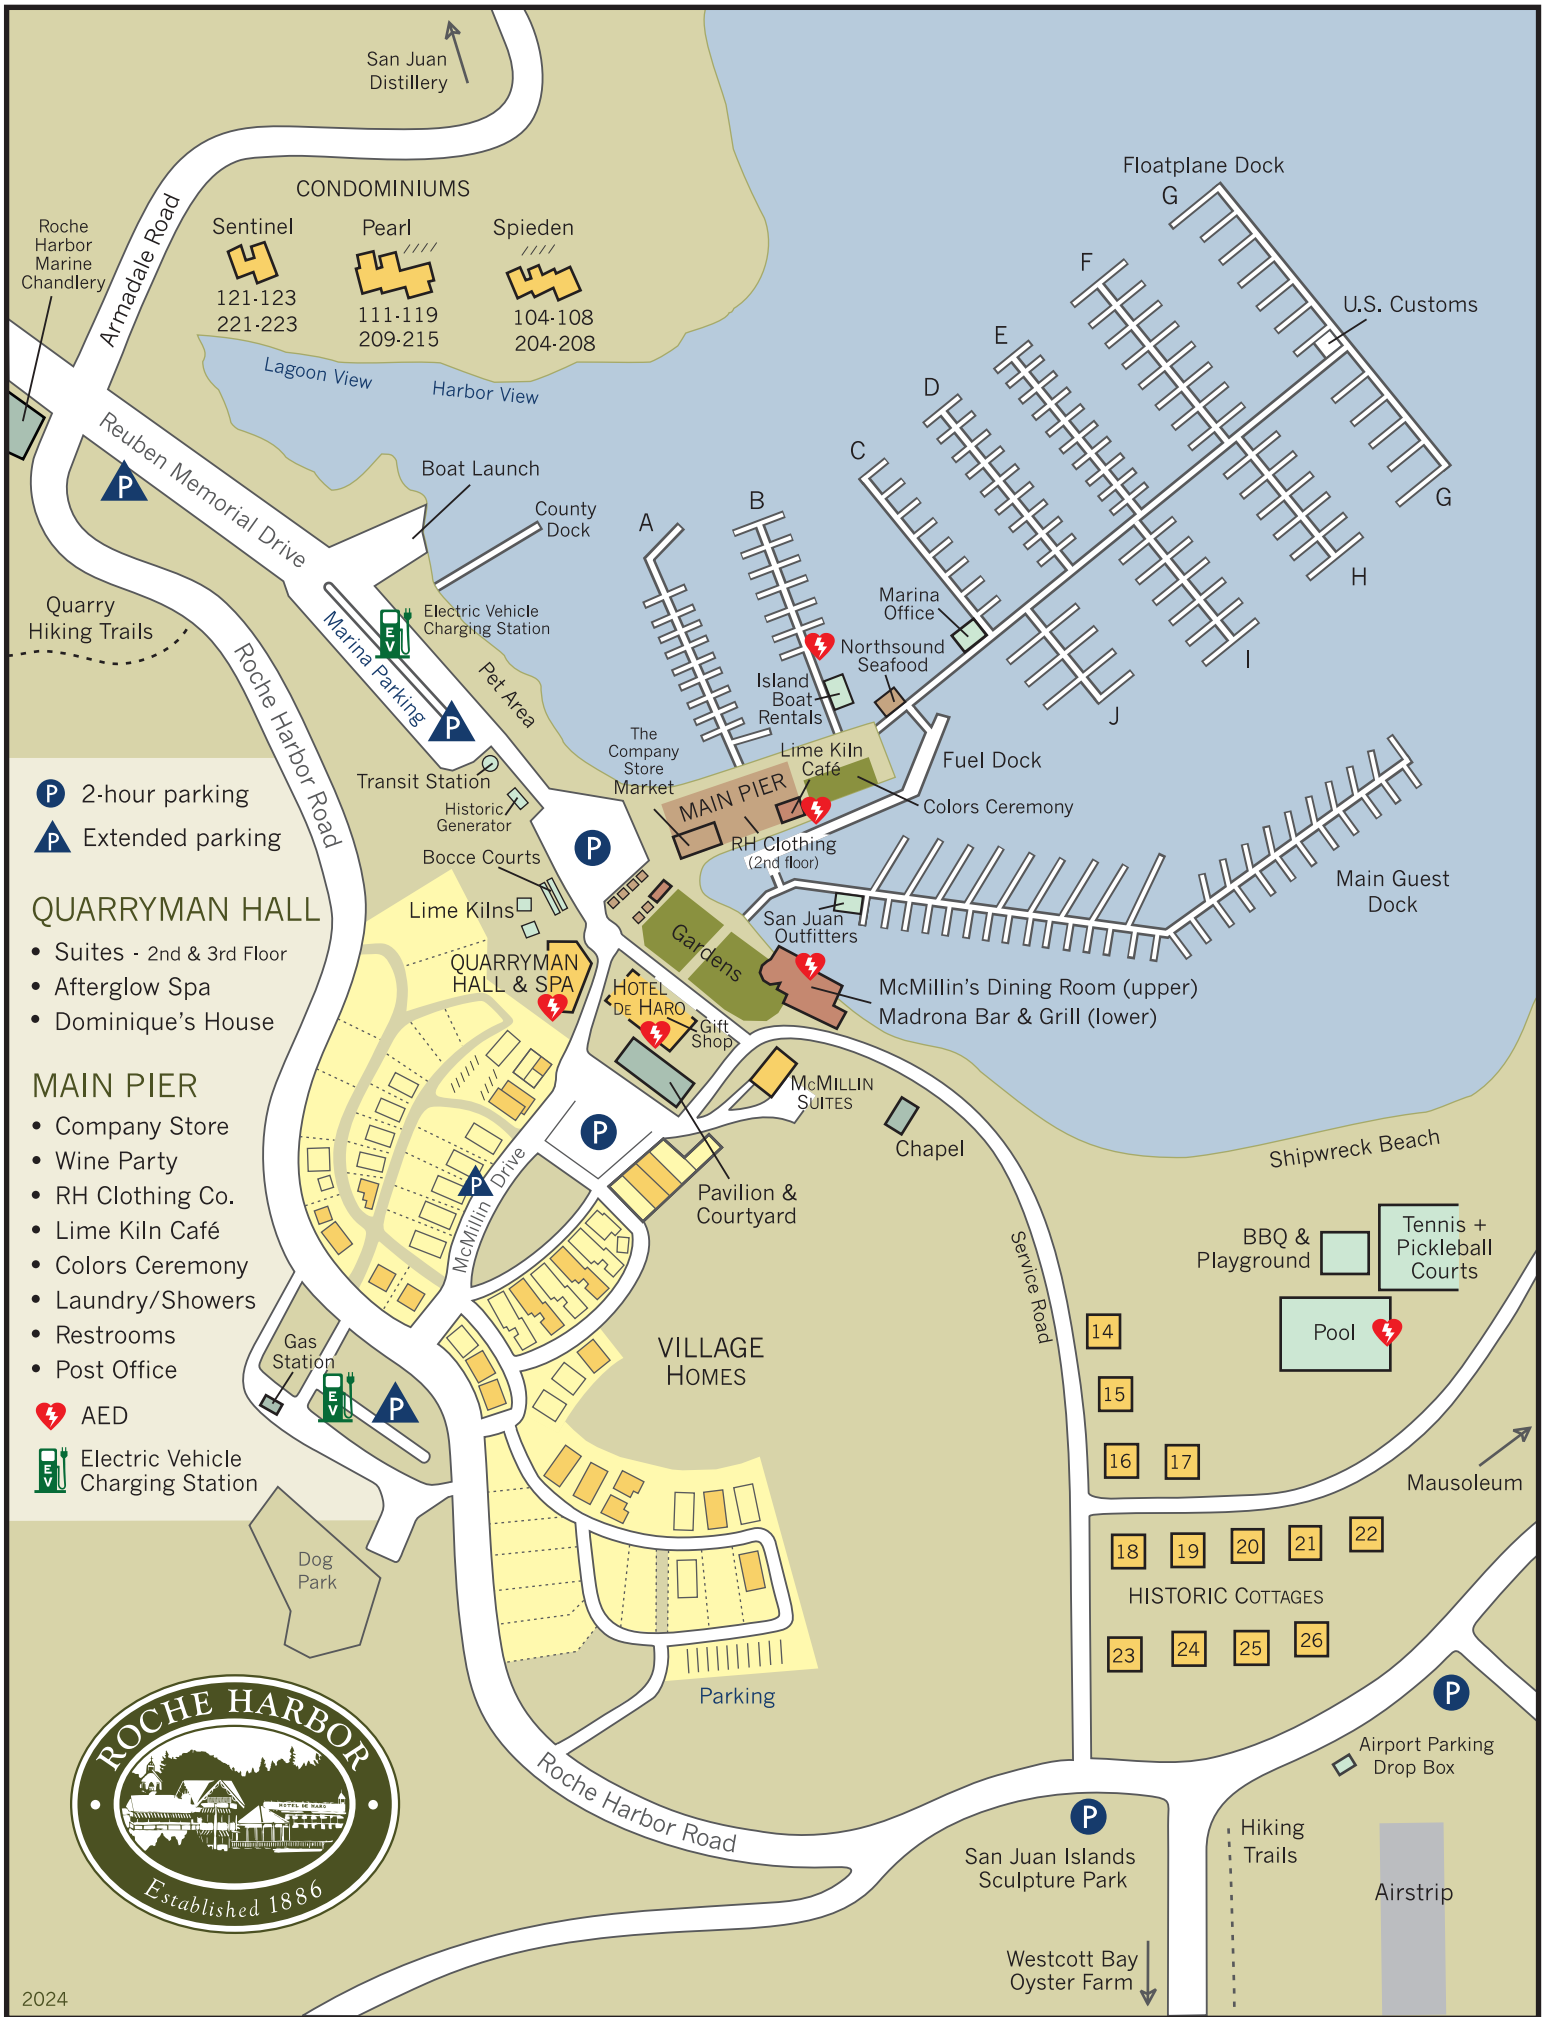 San Juan
Distillery
Armadale Road
Roche
Harbor
Marine
Chandlery
CONDOMINIUMS
Sentinel
121-123
221-223
Pearl
111-119
209-215
Spieden
104-108
204-208
Lagoon View
Harbor View
Floatplane Dock
G
F
E
D
C
B
A
U.S. Customs
G
H
I
J
Reuben Memorial Drive
P
Boat Launch
County
Dock
Quarry
Hiking Trails
Marina Parking
EV
Electric Vehicle
Charging Station
Pet Area
P
Roche Harbor Road
Marina
Office
Northsound
Seafood
Island
Boat
Rentals
The
Company
Store
Market
Lime Kiln
Café
MAIN PIER
RH Clothing
(2nd floor)
Fuel Dock
Colors Ceremony
Transit Station
Historic
Generator
P
Bocce Courts
Lime Kilns
Gardens
San Juan
Outfitters
Main Guest
Dock
QUARRYMAN
HALL & SPA
HOTEL
DE HARO
Gift
Shop
McMillin's Dining Room (upper)
Madrona Bar & Grill (lower)
MCMILLIN
SUITES
Chapel
P
Pavilion &
Courtyard
P
McMillin Drive
Shipwreck Beach
Service Road
BBQ &
Playground
Tennis +
Pickleball
Courts
Pool
VILLAGE
HOMES
14
15
16
17
Mausoleum
18
19
20
21
22
HISTORIC COTTAGES
23
24
25
26
P 2-hour parking
P Extended parking
QUARRYMAN HALL
• Suites - 2nd & 3rd Floor
• Afterglow Spa
• Dominique's House
MAIN PIER
• Company Store
• Wine Party
• RH Clothing Co.
• Lime Kiln Café
• Colors Ceremony
• Laundry/Showers
• Restrooms
• Post Office
AED
EV
Electric Vehicle
Charging Station
Gas
Station
EV
P
Dog
Park
Parking
Roche Harbor Road
P
Airport Parking
Drop Box
P
San Juan Islands
Sculpture Park
Hiking
Trails
Airstrip
Westcott Bay
Oyster Farm
ROCHE HARBOR
HOTEL DE HARO
Established 1886
2024